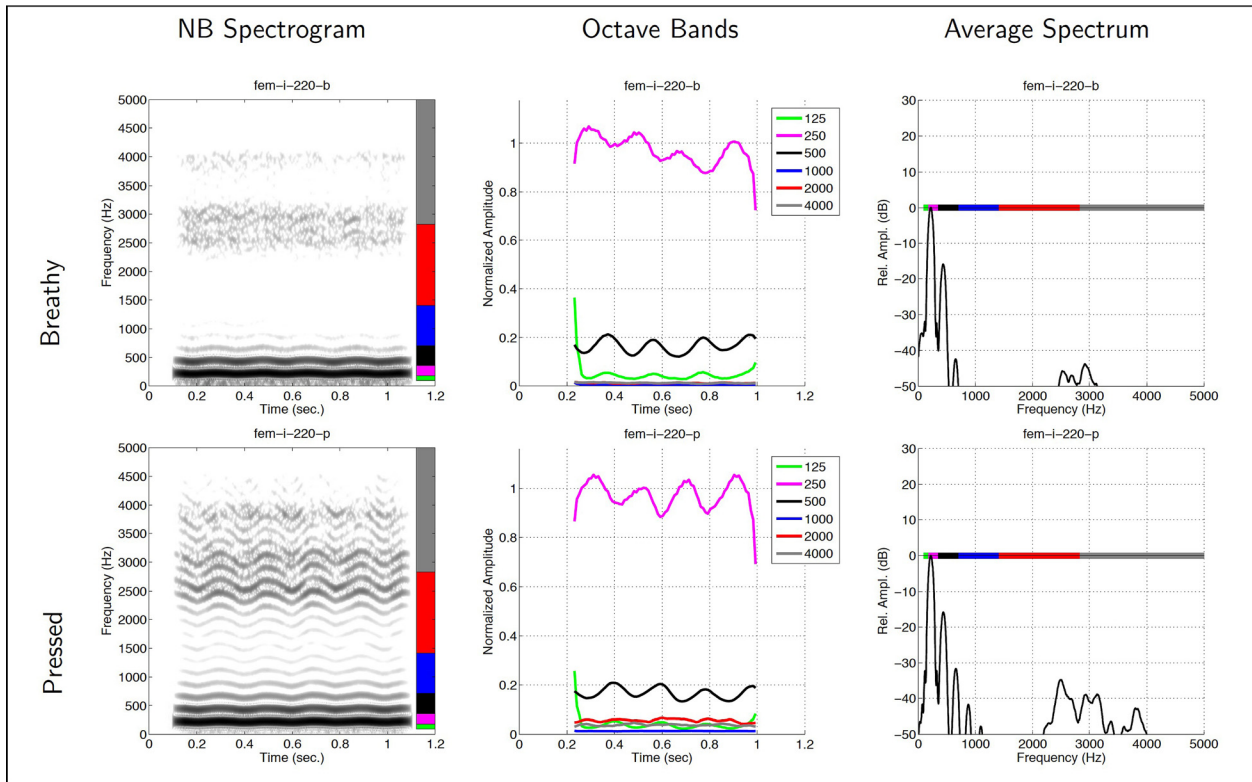 NB Spectrogram
Octave Bands
Average Spectrum
Breathy
fem-i-220-b
5000
4500
4000
3500
3000
2500
2000
1500
1000
500
0
Frequency (Hz)
0 0.2 0.4 0.6 0.8 1 1.2
Time (sec.)
fem-i-220-b
1
0.8
0.6
0.4
0.2
0
Normalized Amplitude
0 0.2 0.4 0.6 0.8 1
Time (sec)
125
250
500
1000
2000
4000
fem-i-220-b
30
20
10
0
-10
-20
-30
-40
-50
Rel. Ampl. (dB)
0 1000 2000 3000 4000 5000
Frequency (Hz)
Pressed
fem-i-220-p
5000
4500
4000
3500
3000
2500
2000
1500
1000
500
0
Frequency (Hz)
0 0.2 0.4 0.6 0.8 1 1.2
Time (sec.)
fem-i-220-p
1
0.8
0.6
0.4
0.2
0
Normalized Amplitude
0 0.2 0.4 0.6 0.8 1
Time (sec)
125
250
500
1000
2000
4000
fem-i-220-p
30
20
10
0
-10
-20
-30
-40
-50
Rel. Ampl. (dB)
0 1000 2000 3000 4000 5000
Frequency (Hz)